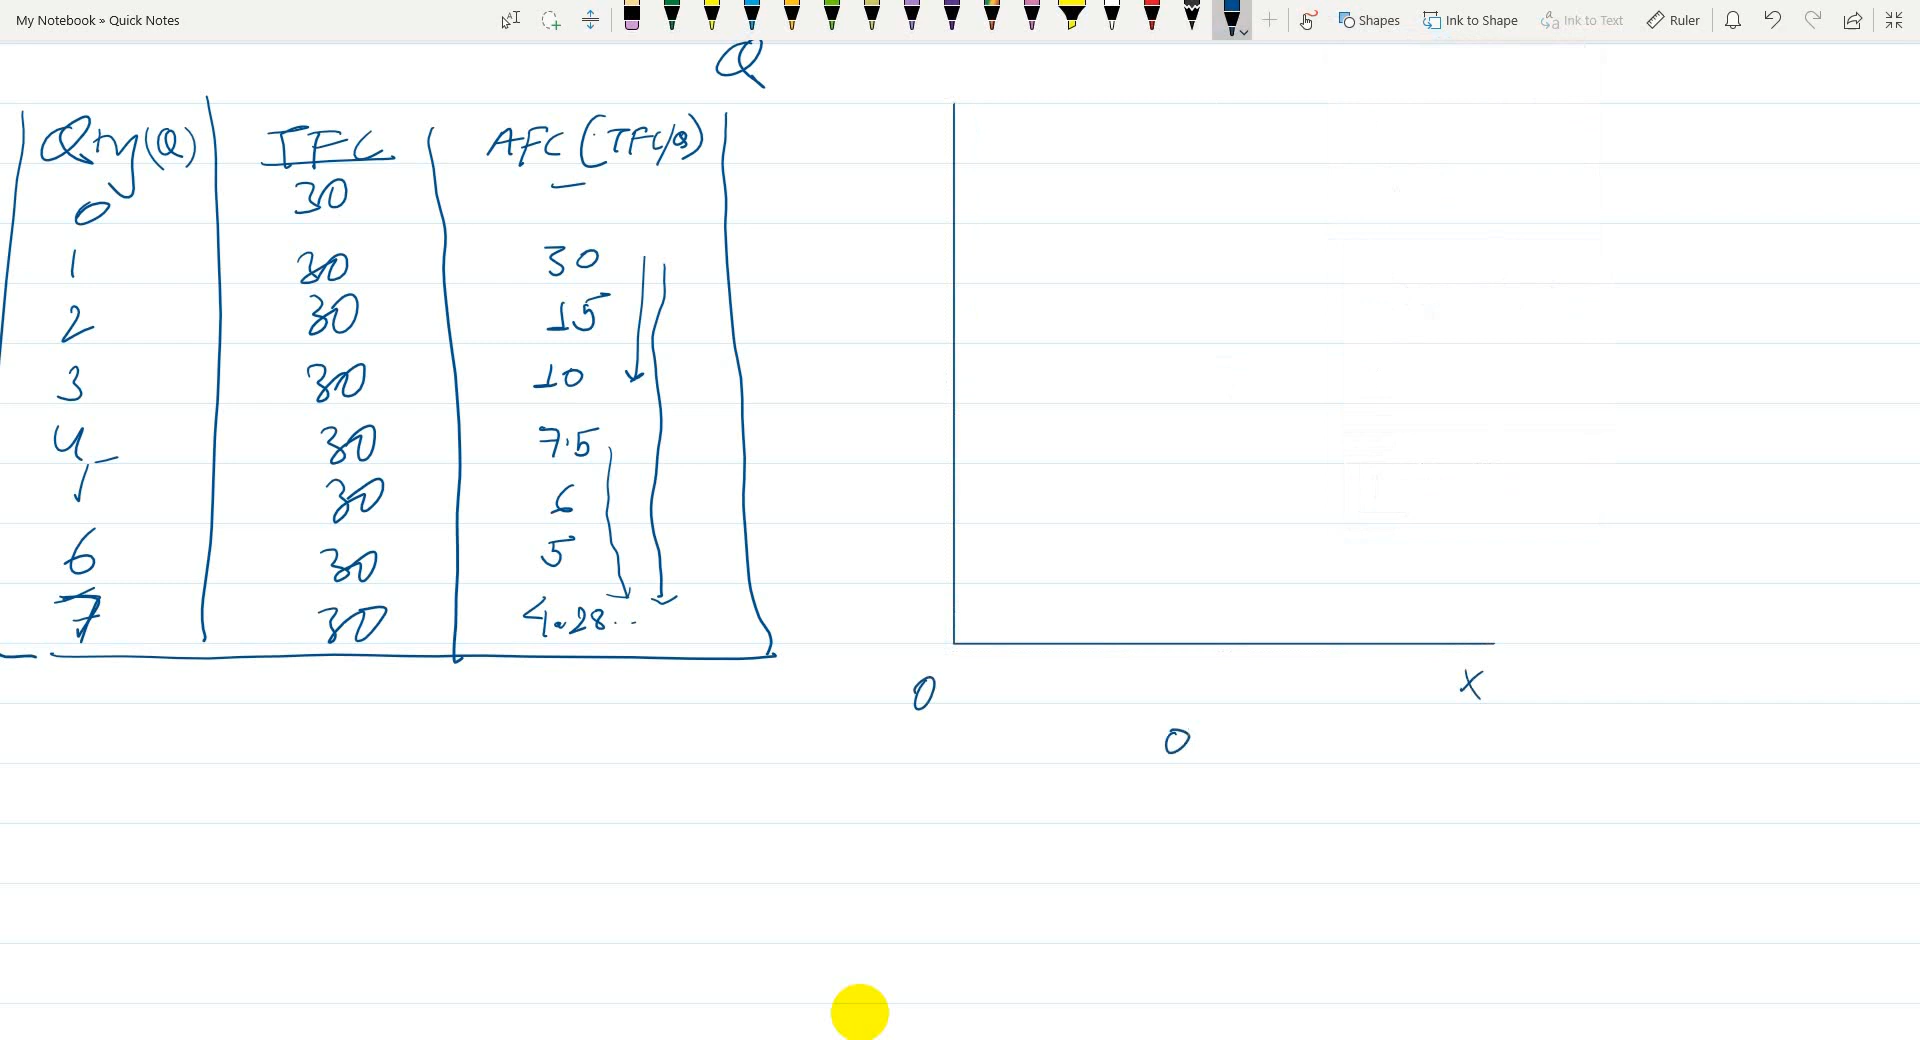 My Notebook » Quick Notes
Shapes
Ink to Shape
Ink to Text
Ruler
Q
Qty(Q) TFC AFC (TFC/Q)
0 30 –
1 30 30
2 30 15
3 30 10
4 30 7.5
5 30 6
6 30 5
7 30 4.28..
0 X
0